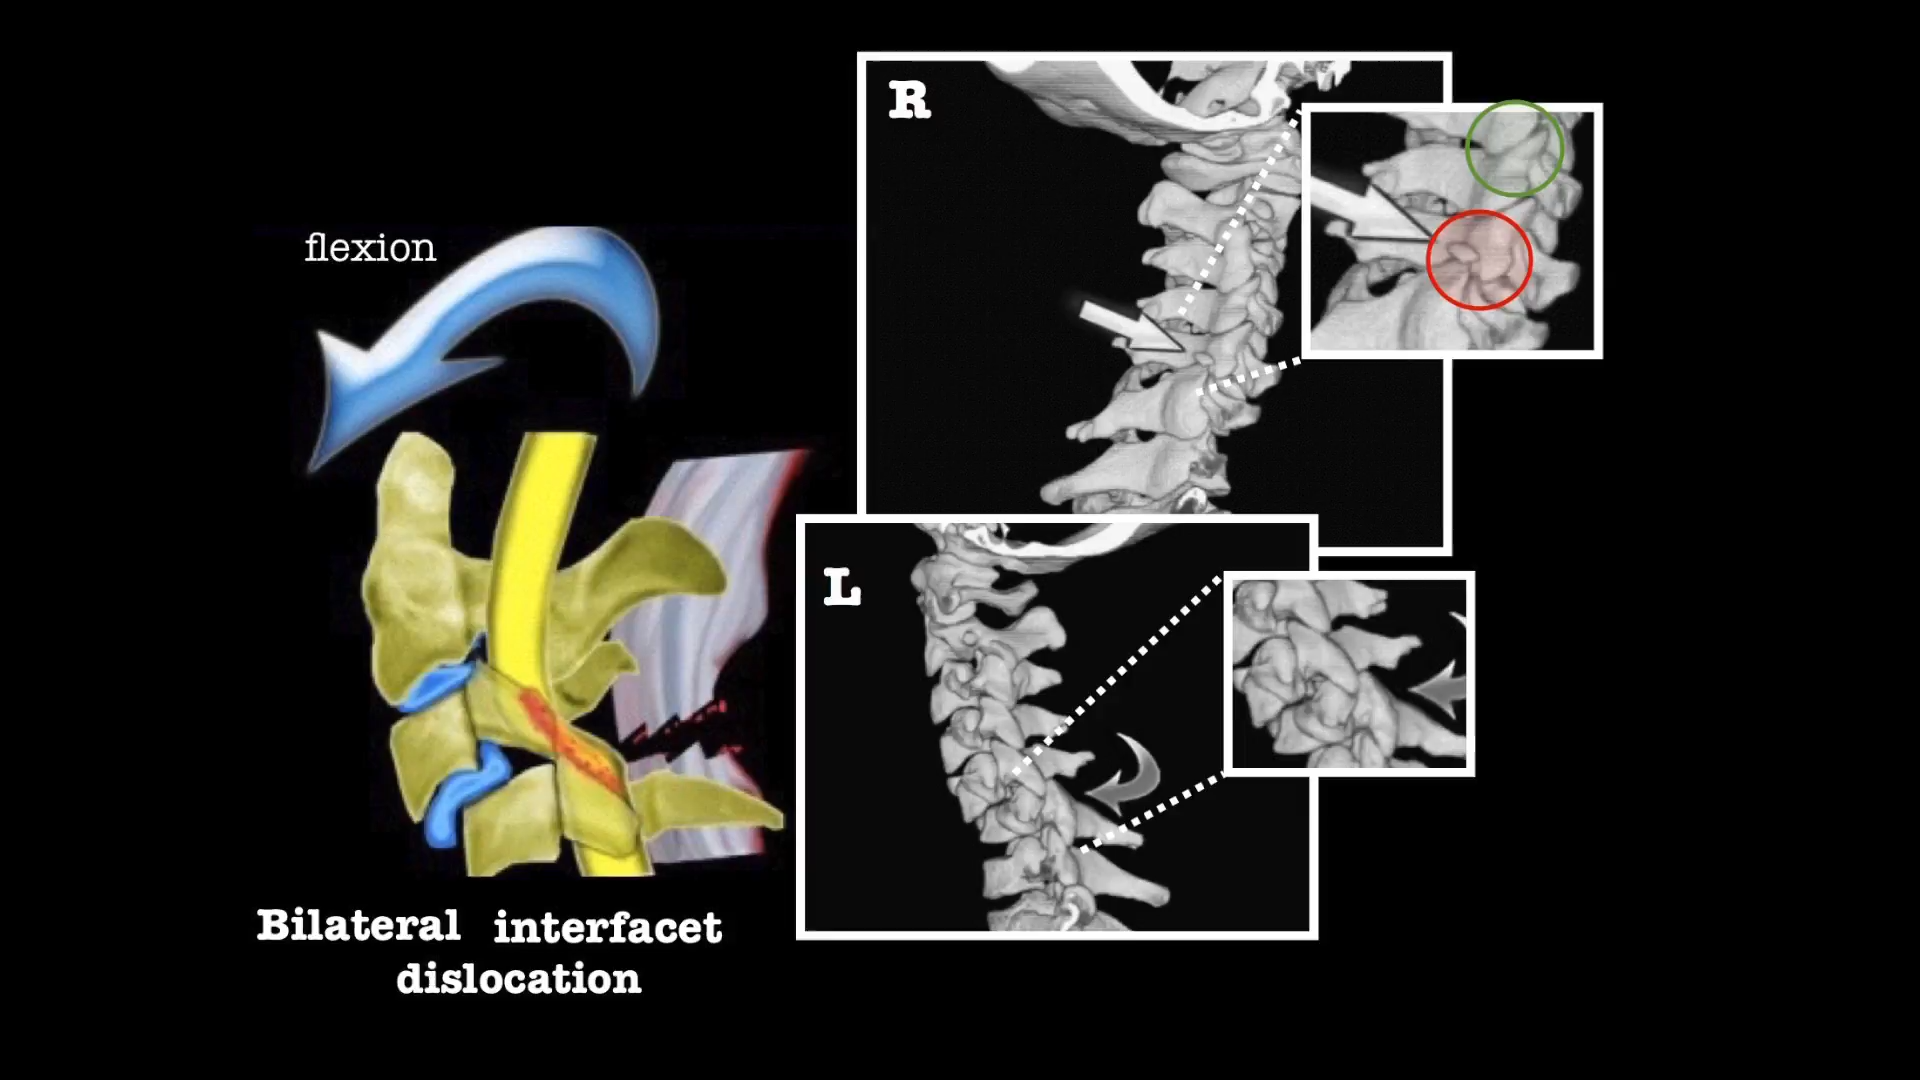 flexion
Bilateral interfacet
dislocation
R
L